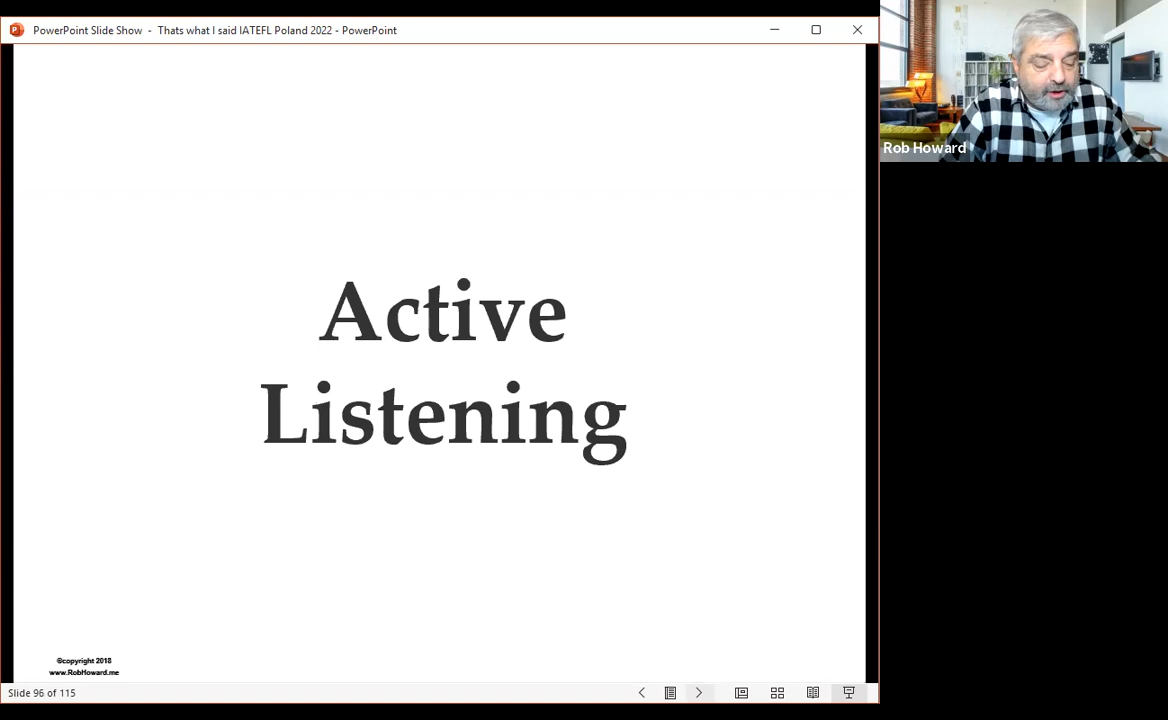 PowerPoint Slide Show - Thats what I said IATEFL Poland 2022 - PowerPoint
Rob Howard
Active
Listening
©copyright 2018
www.RobHoward.me
Slide 96 of 115